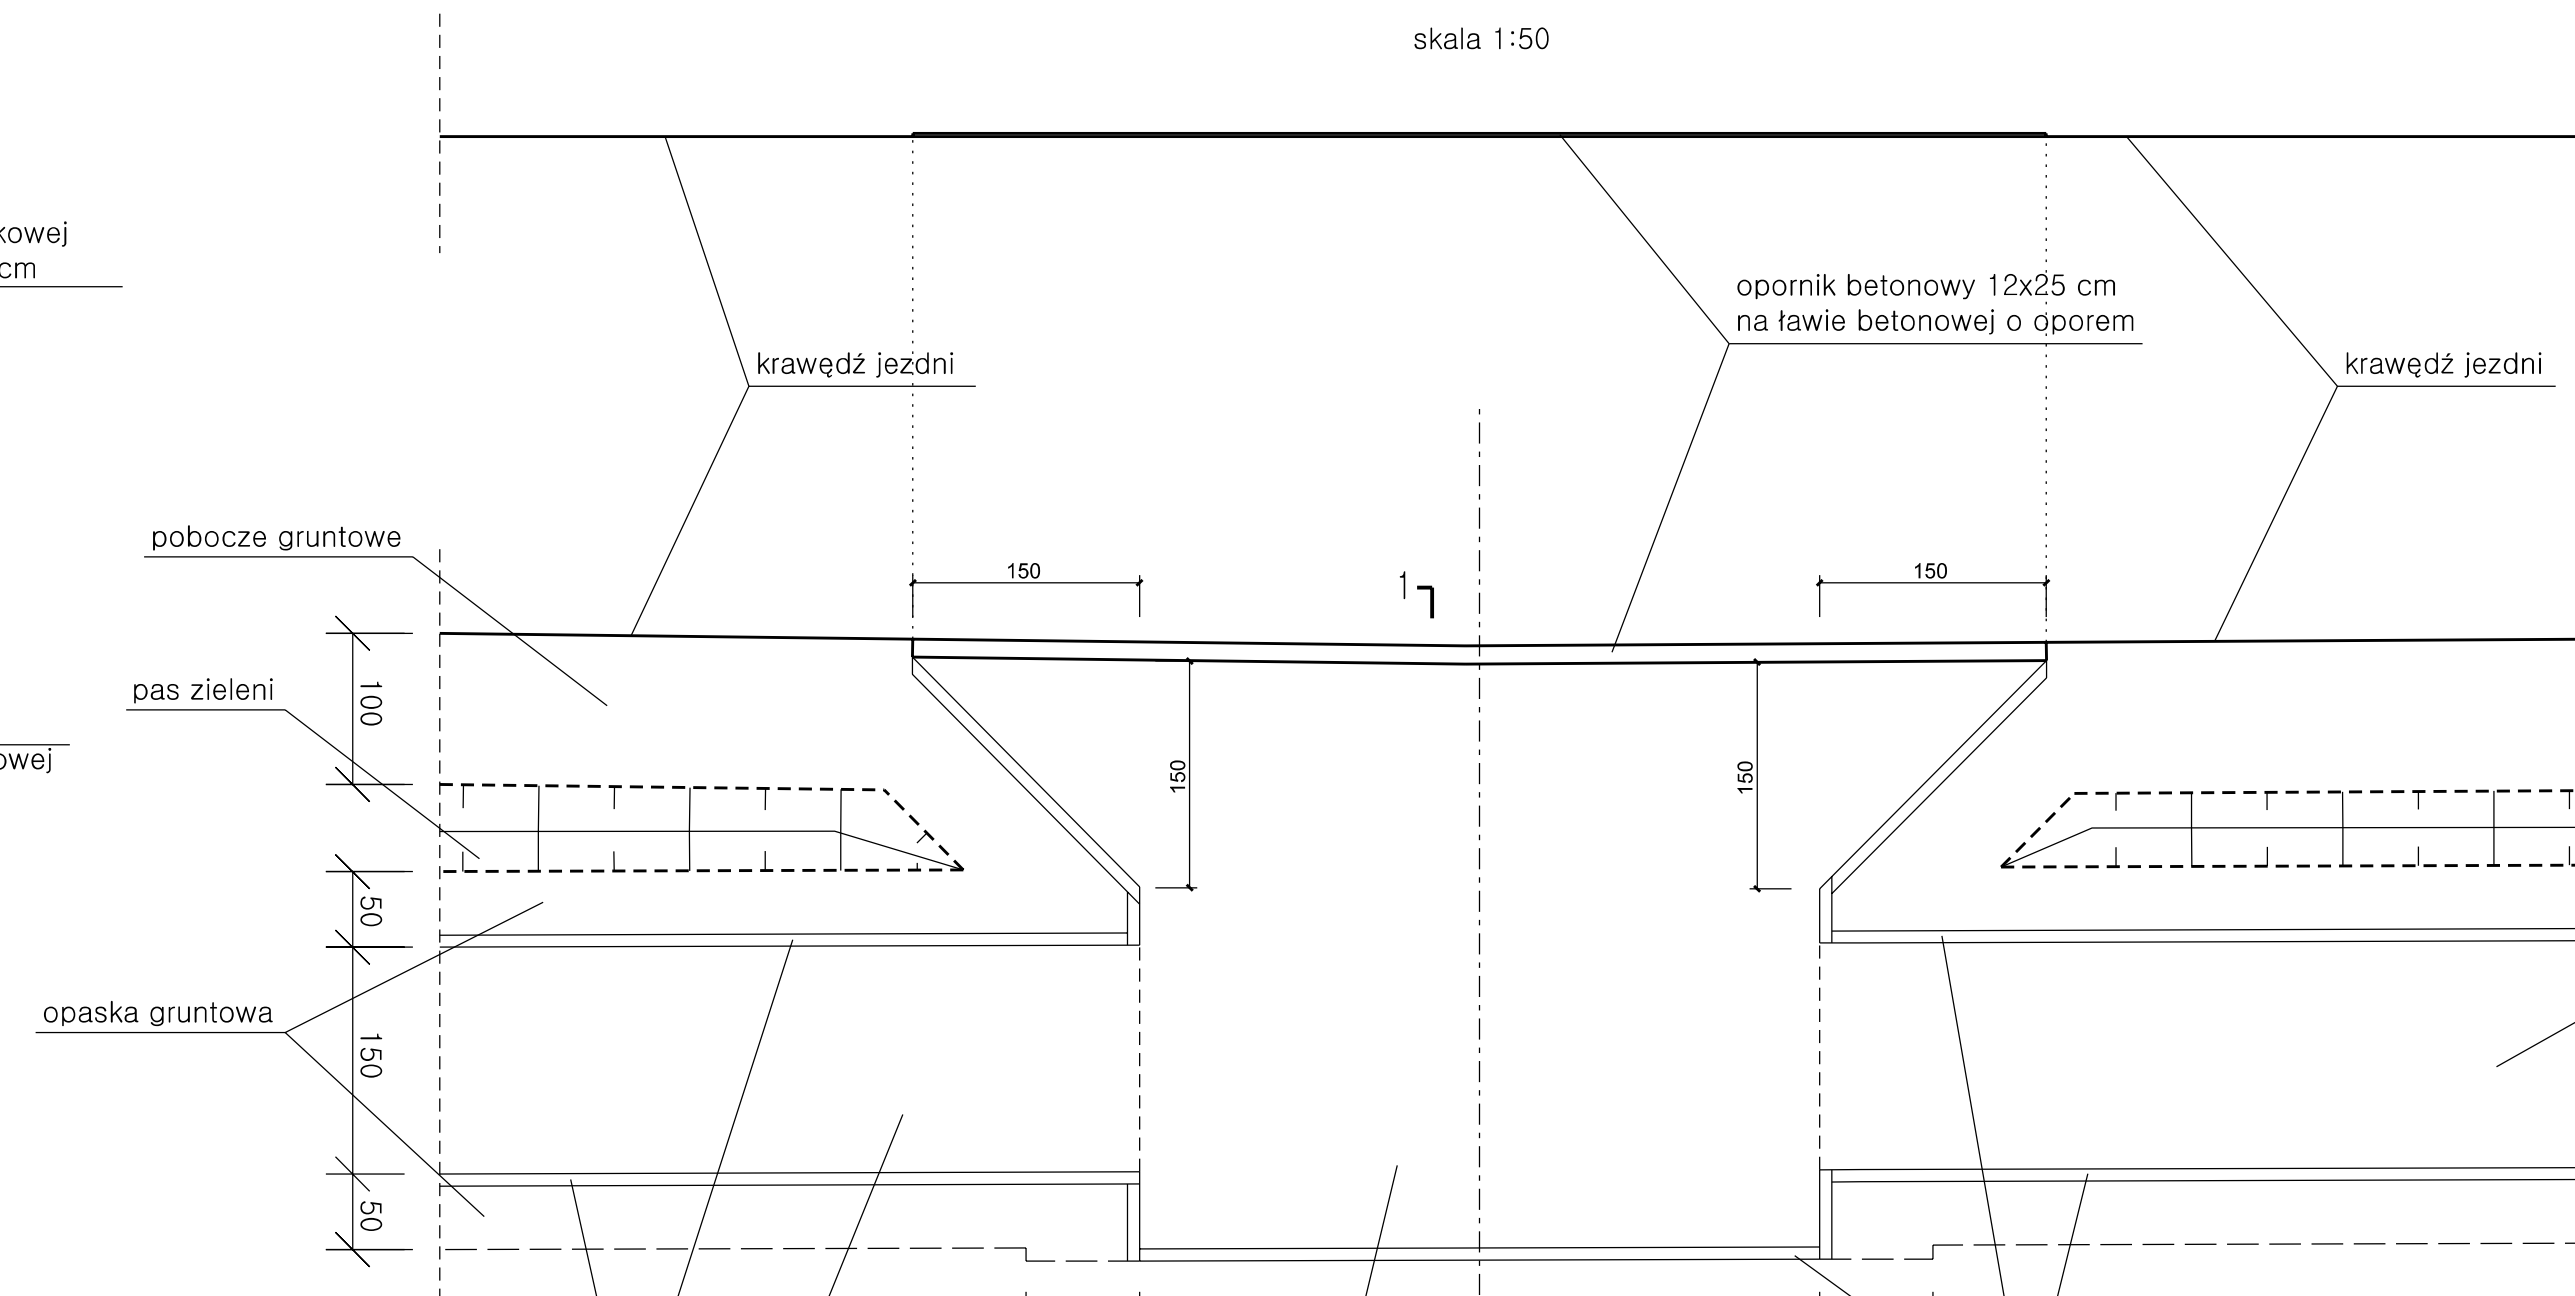 skala 1:50
kowej
cm
opornik betonowy 12x25 cm
na ławie betonowej o oporem
krawędź jezdni
krawędź jezdni
pobocze gruntowe
150
1
150
pas zieleni
100
owej
150
150
50
opaska gruntowa
150
50